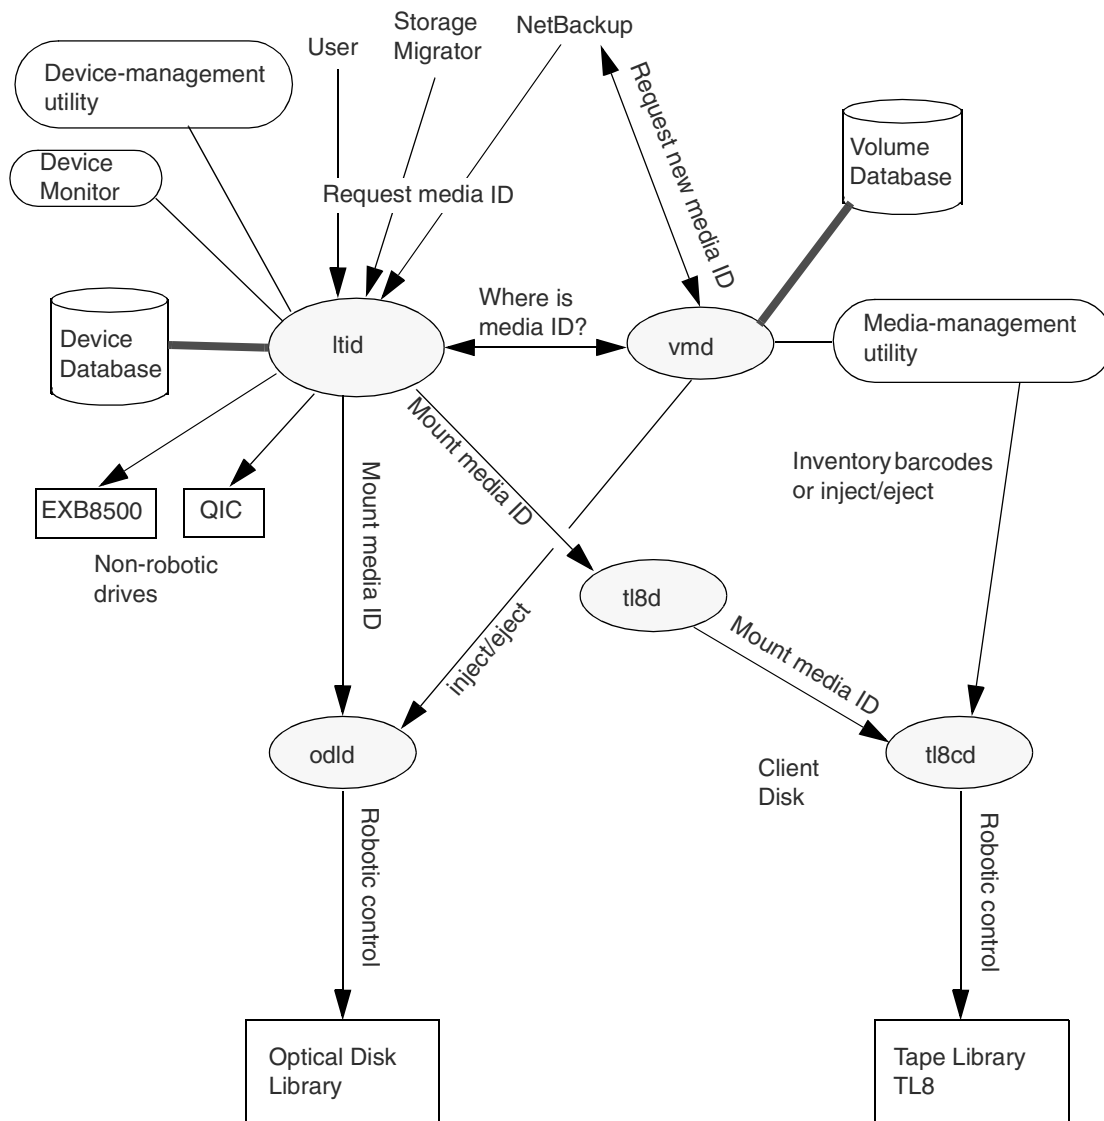 User
Storage
Migrator
NetBackup
Device-management
utility
Device
Monitor
Request media ID
Request new media ID
Volume
Database
Device
Database
ltid
Where is
media ID?
vmd
Media-management
utility
EXB8500
QIC
Non-robotic
drives
Mount media ID
Mount media ID
Inventory barcodes
or inject/eject
tl8d
inject/eject
Mount media ID
odld
Client
Disk
tl8cd
Robotic control
Robotic control
Optical Disk
Library
Tape Library
TL8